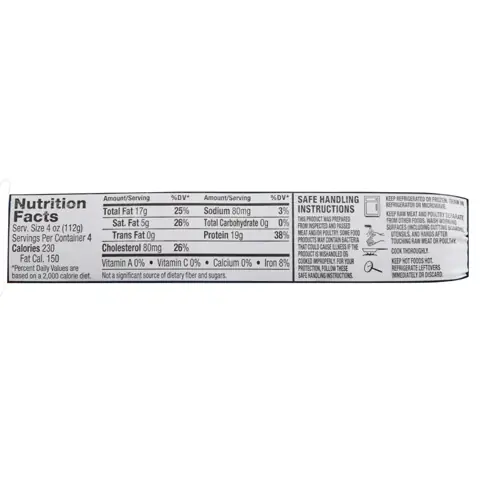 Nutrition
Facts
Serv. Size 4 oz (112g)
Servings Per Container 4
Calories 230
Fat Cal. 150
*Percent Daily Values are
based on a 2,000 calorie diet.
Amount/Serving %DV*
Total Fat 17g 25%
Sat. Fat 5g 26%
Trans Fat 0g
Cholesterol 80mg 26%
Amount/Serving %DV*
Sodium 80mg 3%
Total Carbohydrate 0g 0%
Protein 19g 38%
Vitamin A 0% • Vitamin C 0% • Calcium 0% • Iron 8%
Not a significant source of dietary fiber and sugars.
SAFE HANDLING
INSTRUCTIONS
THIS PRODUCT WAS PREPARED
FROM INSPECTED AND PASSED
MEAT AND/OR POULTRY. SOME FOOD
PRODUCTS MAY CONTAIN BACTERIA
THAT COULD CAUSE ILLNESS IF THE
PRODUCT IS MISHANDLED OR
COOKED IMPROPERLY. FOR YOUR
PROTECTION, FOLLOW THESE
SAFE HANDLING INSTRUCTIONS.
KEEP REFRIGERATED OR FROZEN. THAW IN
REFRIGERATOR OR MICROWAVE.
KEEP RAW MEAT AND POULTRY SEPARATE
FROM OTHER FOODS. WASH WORKING
SURFACES (INCLUDING CUTTING BOARDS),
UTENSILS, AND HANDS AFTER
TOUCHING RAW MEAT OR POULTRY.
COOK THOROUGHLY.
KEEP HOT FOODS HOT.
REFRIGERATE LEFTOVERS
IMMEDIATELY OR DISCARD.